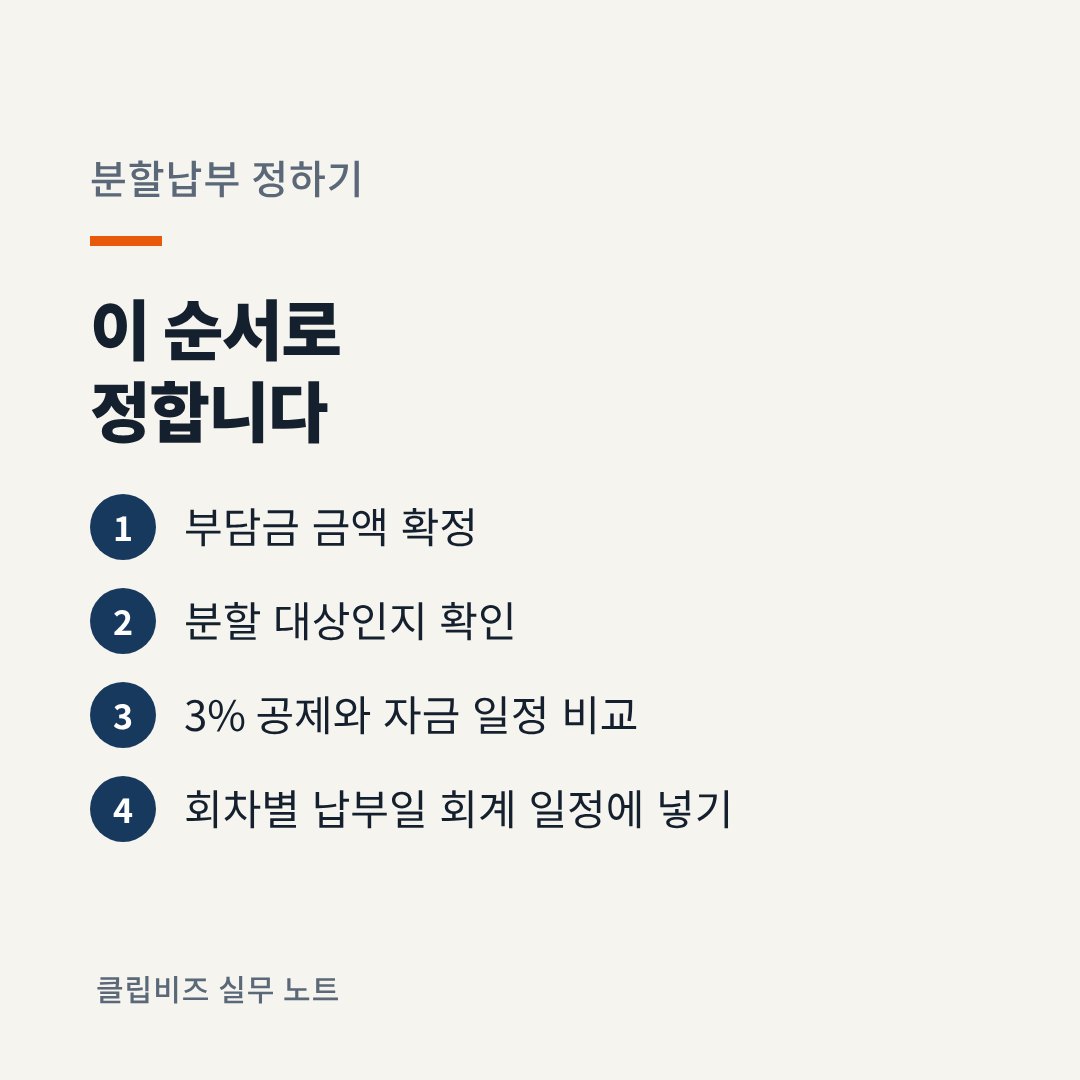 분할납부 정하기
이 순서로
정합니다
1 부담금 금액 확정
2 분할 대상인지 확인
3 3% 공제와 자금 일정 비교
4 회차별 납부일 회계 일정에 넣기
클립비즈 실무 노트